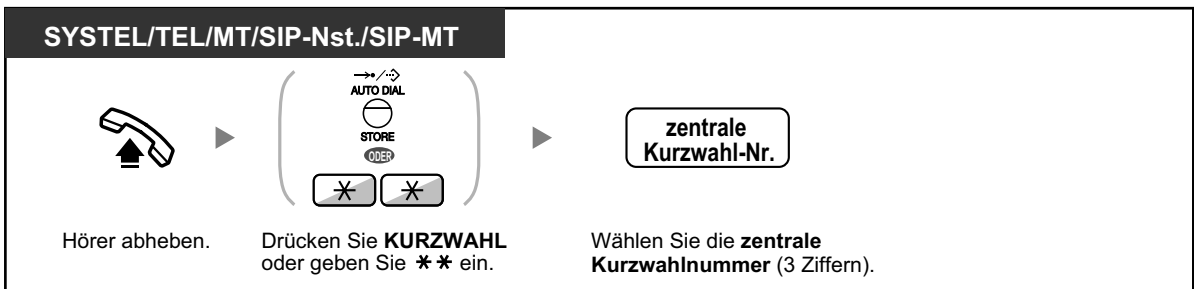 SYSTEL/TEL/MT/SIP-Nst./SIP-MT
AUTO DIAL
STORE
ODER
zentrale
Kurzwahl-Nr.
Hörer abheben.
Drücken Sie KURZWAHL
oder geben Sie ✱✱ ein.
Wählen Sie die zentrale
Kurzwahlnummer (3 Ziffern).